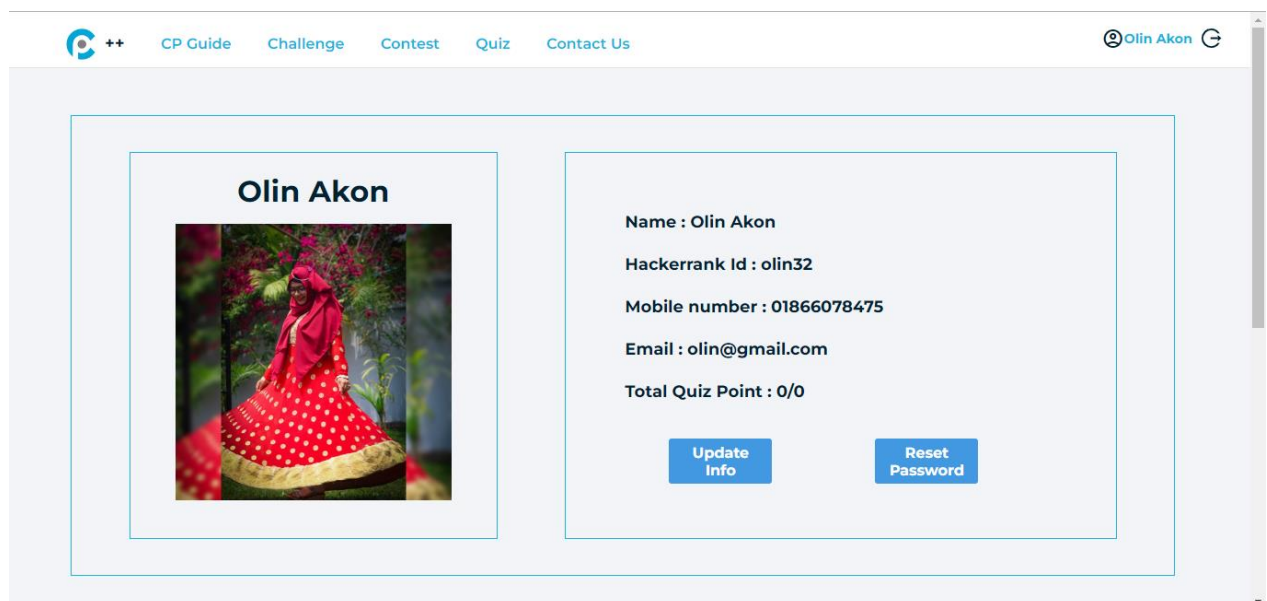 ++ CP Guide Challenge Contest Quiz Contact Us Olin Akon
Olin Akon
Name : Olin Akon
Hackerrank Id : olin32
Mobile number : 01866078475
Email : olin@gmail.com
Total Quiz Point : 0/0
Update
Info
Reset
Password